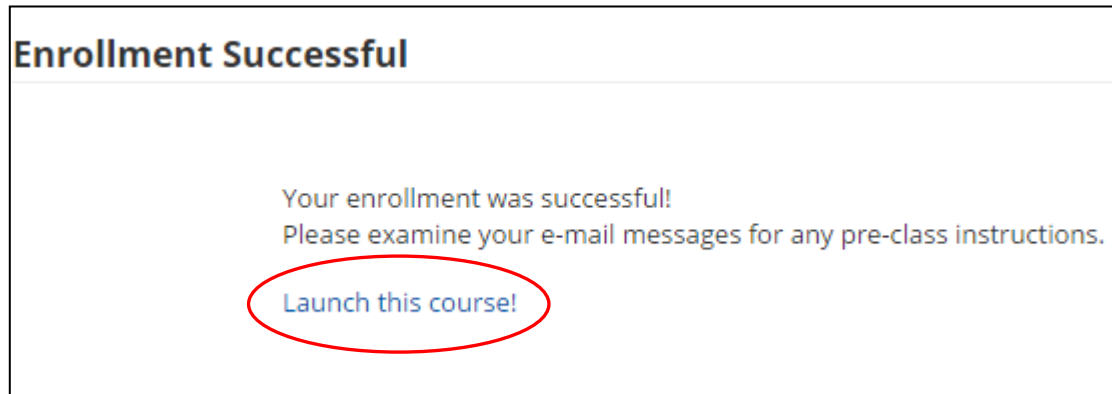 Enrollment Successful
Your enrollment was successful!
Please examine your e-mail messages for any pre-class instructions.
Launch this course!